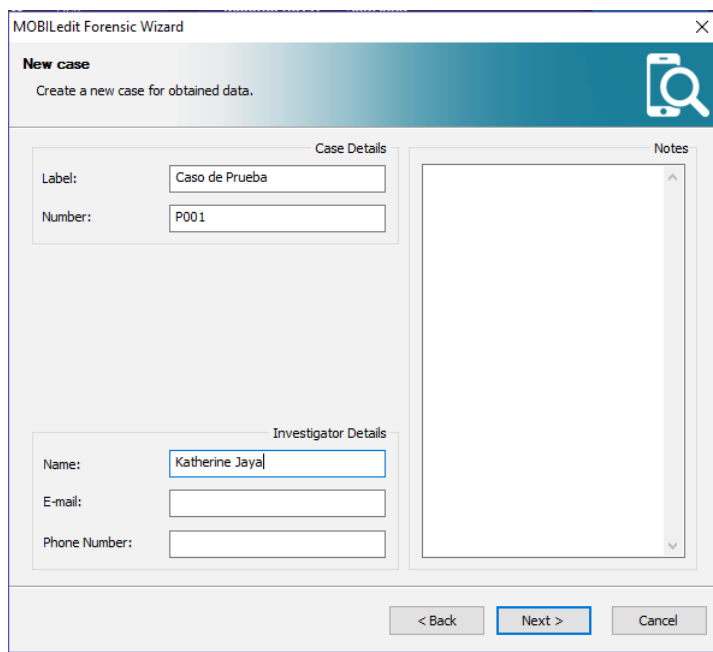 MOBILedit Forensic Wizard
New case
Create a new case for obtained data.
Case Details
Label: Caso de Prueba
Number: P001
Investigator Details
Name: Katherine Jaya
E-mail:
Phone Number:
Notes
< Back Next > Cancel